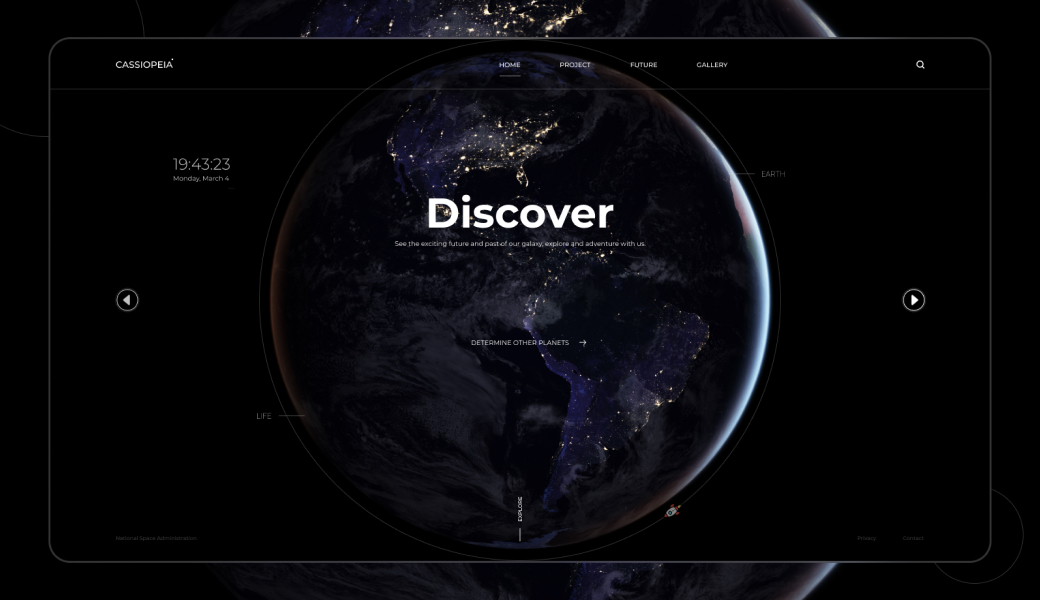 CASSIOPEIA
HOME
PROJECT
FUTURE
GALLERY
19:43:23
Monday, March 4
EARTH
Discover
See the exciting future and past of our galaxy, explore and adventure with us.
DETERMINE OTHER PLANETS
LIFE
EXPLORE
National Space Administration
Privacy
Contact